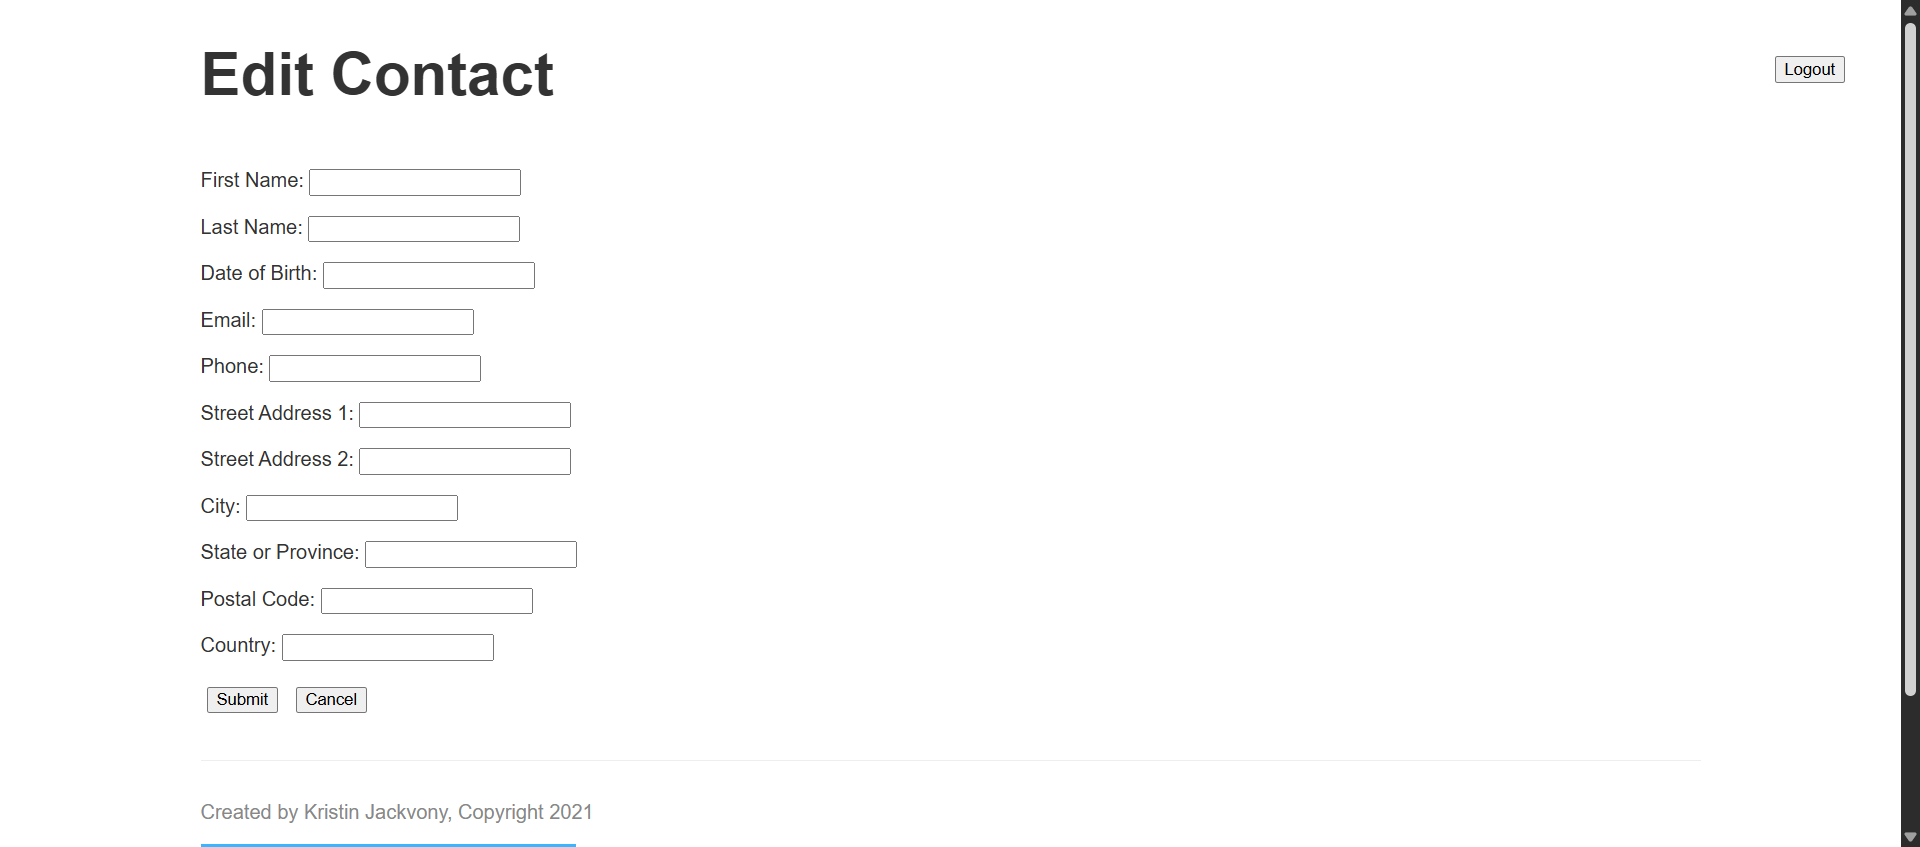 Edit Contact
Logout
First Name:
Last Name:
Date of Birth:
Email:
Phone:
Street Address 1:
Street Address 2:
City:
State or Province:
Postal Code:
Country:
Submit Cancel
Created by Kristin Jackvony, Copyright 2021